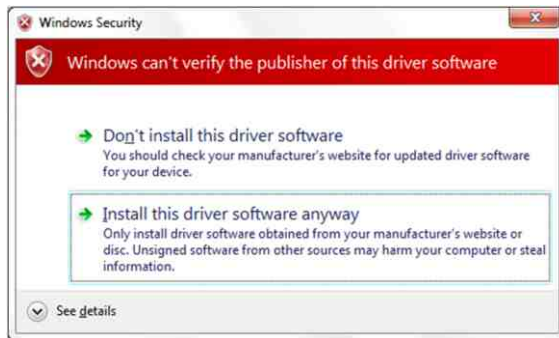 Windows Security
Windows can't verify the publisher of this driver software
Don't install this driver software
You should check your manufacturer's website for updated driver software
for your device.
Install this driver software anyway
Only install driver software obtained from your manufacturer's website or
disc. Unsigned software from other sources may harm your computer or steal
information.
See details